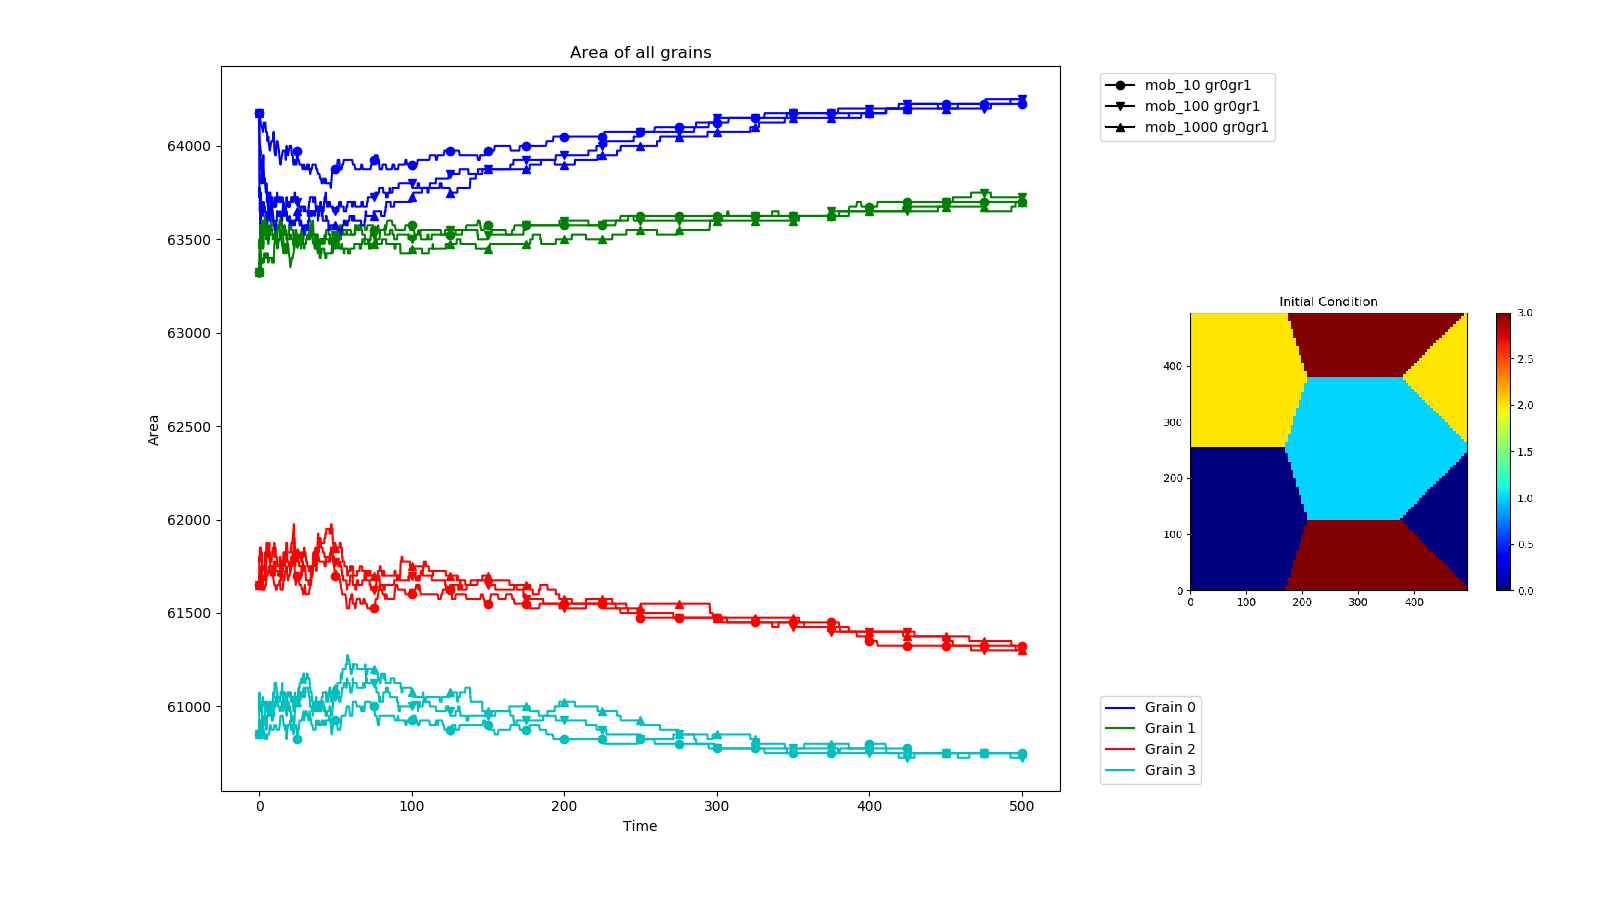 Area of all grains
Area
64000
63500
63000
62500
62000
61500
61000
0 100 200 300 400 500
Time
mob_10 gr0gr1
mob_100 gr0gr1
mob_1000 gr0gr1
Initial Condition
400
300
200
100
0
0 100 200 300 400
3.0
2.5
2.0
1.5
1.0
0.5
0.0
Grain 0
Grain 1
Grain 2
Grain 3